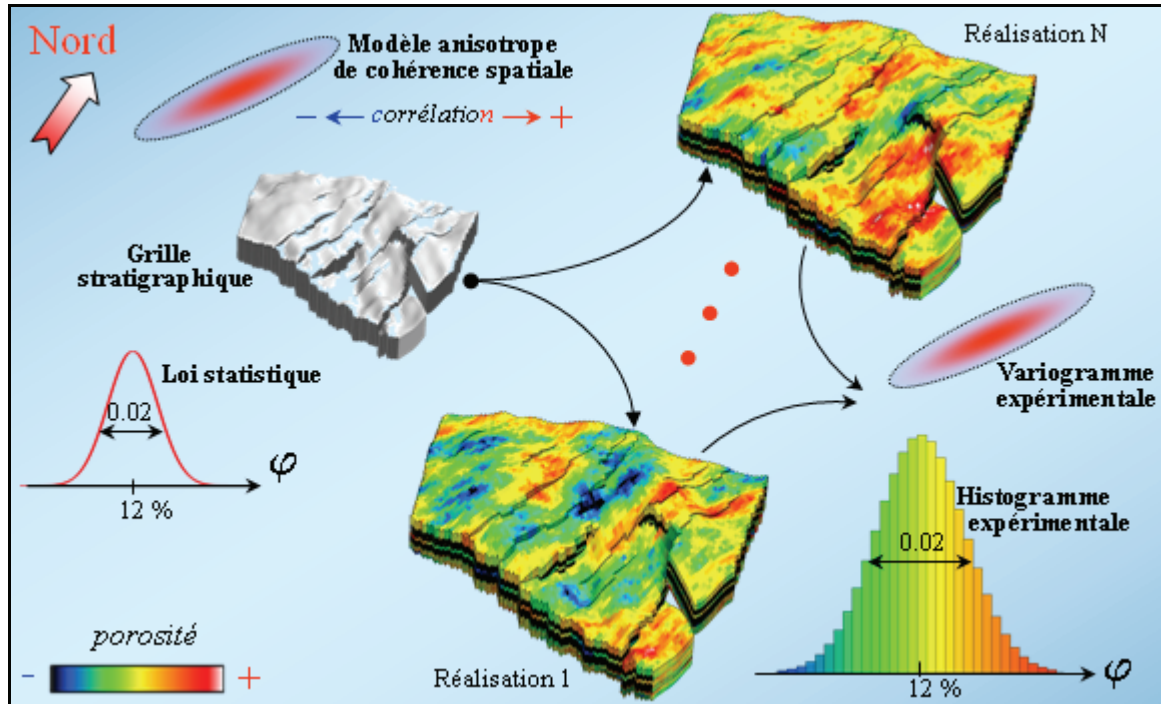 Nord
Modèle anisotrope
de cohérence spatiale
− corrélation +
Réalisation N
Grille
stratigraphique
Loi statistique
0.02
φ
12 %
Variogramme
expérimentale
Histogramme
expérimentale
0.02
φ
12 %
porosité
− +
Réalisation 1